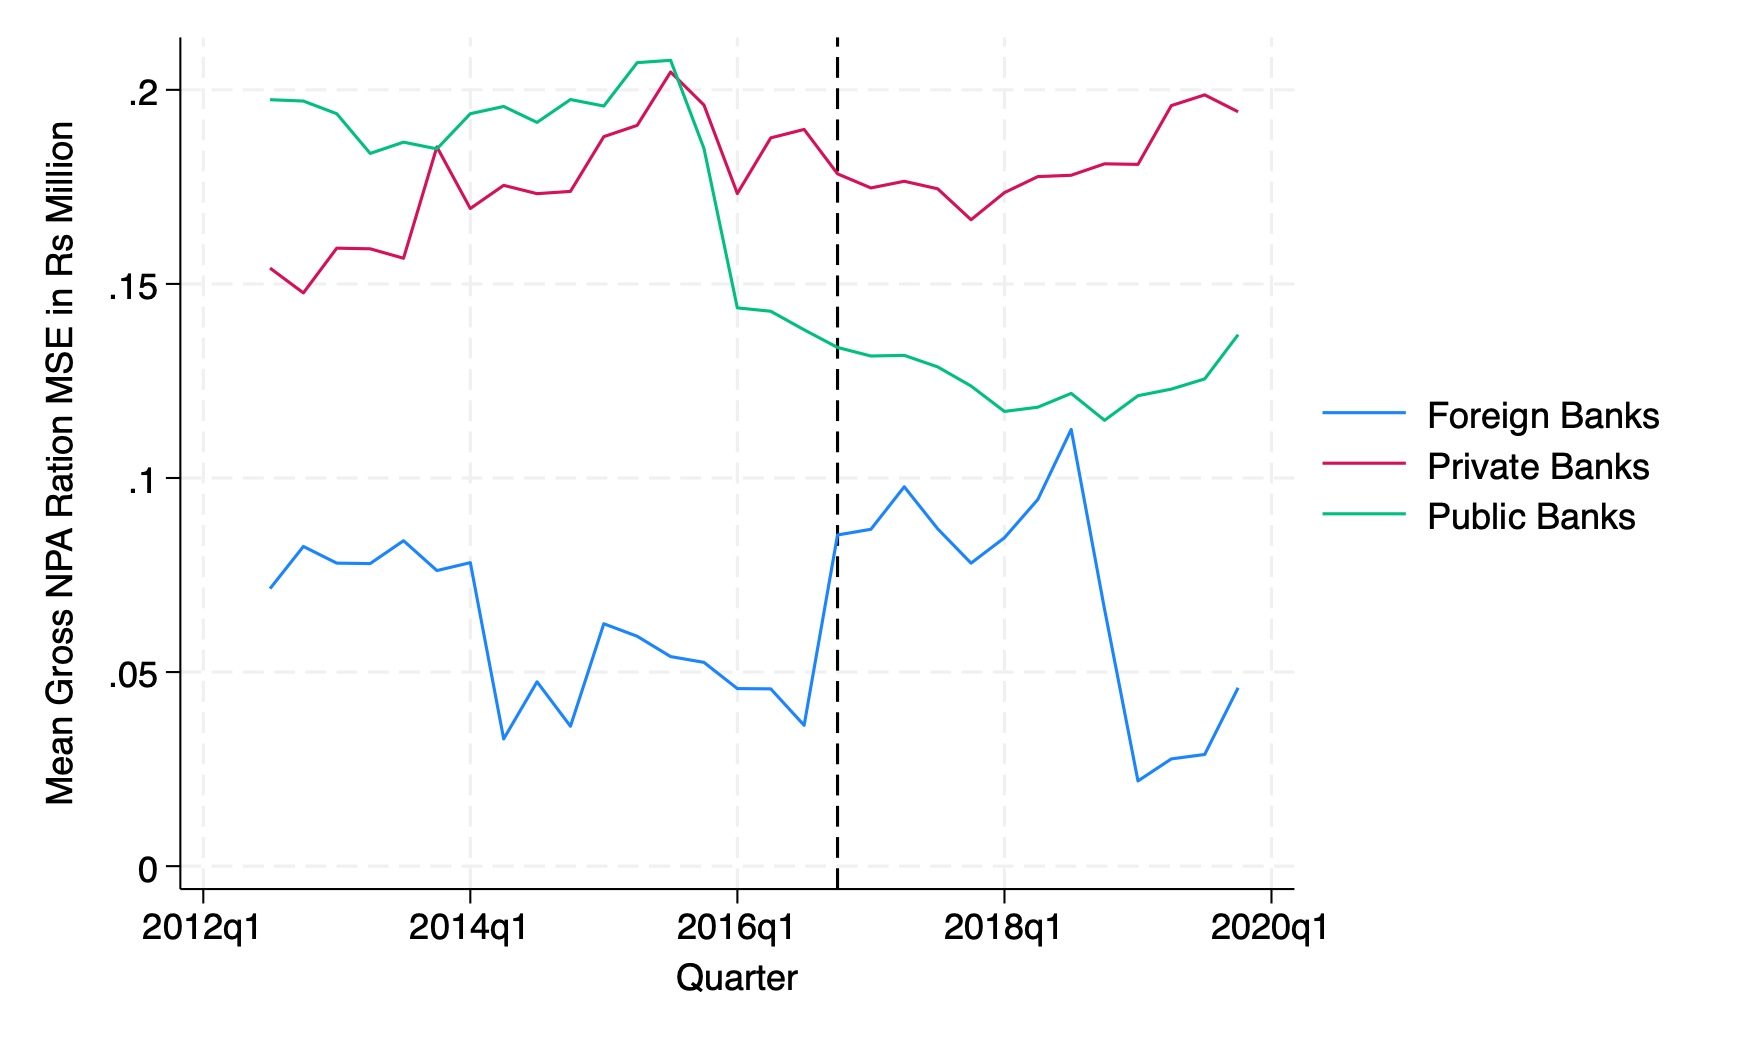 Mean Gross NPA Ration MSE in Rs Million
.2
.15
.1
.05
0
2012q1
2014q1
2016q1
2018q1
2020q1
Quarter
Foreign Banks
Private Banks
Public Banks